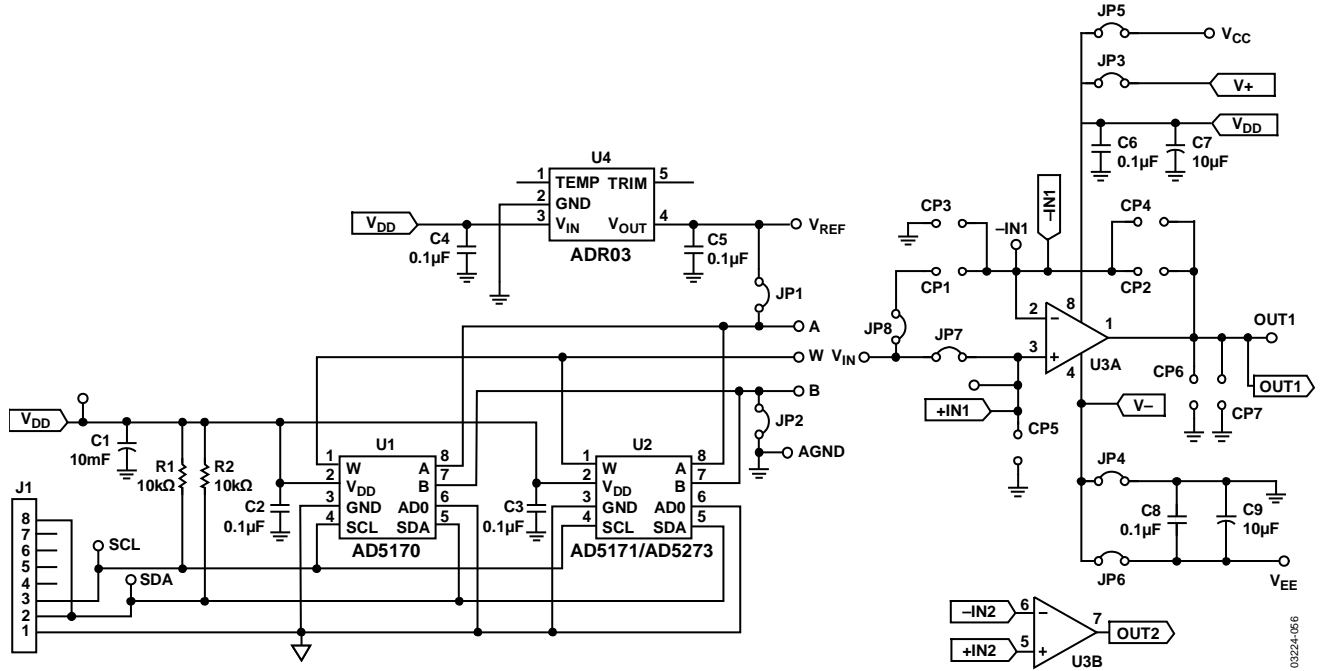 JP5
VCC
JP3
V+
VDD
C6
0.1µF
C7
10µF
U4
1
TEMP
TRIM
5
2
GND
3
VIN
VOUT
4
ADR03
VDD
C4
0.1µF
C5
0.1µF
VREF
JP1
A
W
B
JP2
AGND
VIN
JP8
JP7
CP3
CP1
–IN1
–IN1
CP4
CP2
2
–
8
1
3
+
4
U3A
OUT1
OUT1
CP6
CP7
+IN1
CP5
V–
JP4
C8
0.1µF
C9
10µF
JP6
VEE
VDD
C1
10mF
R1
10kΩ
R2
10kΩ
C2
0.1µF
U1
1
W
A
8
2
VDD
B
7
3
GND
AD0
6
4
SCL
SDA
5
AD5170
C3
0.1µF
U2
1
W
A
8
2
VDD
B
7
3
GND
AD0
6
4
SCL
SDA
5
AD5171/AD5273
J1
8
7
6
5
4
3
2
1
SCL
SDA
–IN2
6
–
7
OUT2
+IN2
5
+
U3B
03224-056